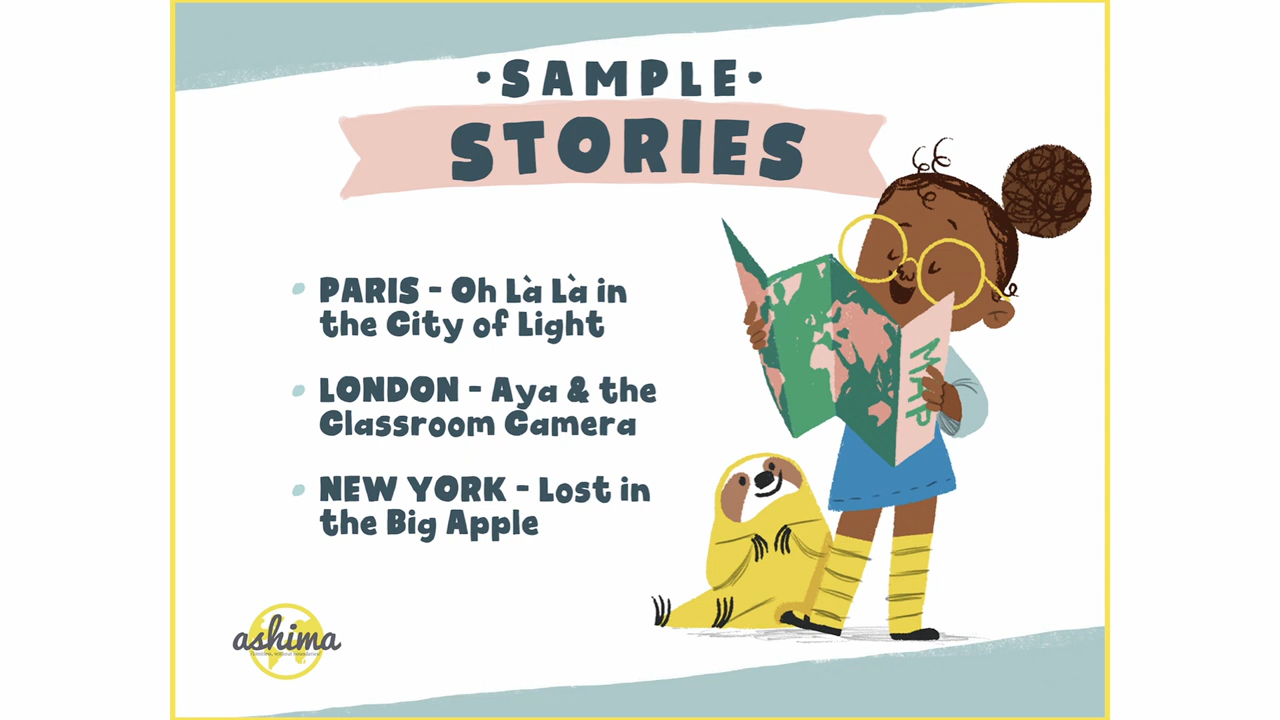 ·SAMPLE·
STORIES
• PARIS - Oh Là Là in
the City of Light
• LONDON - Aya & the
Classroom Camera
• NEW YORK - Lost in
the Big Apple
MAP
ashima